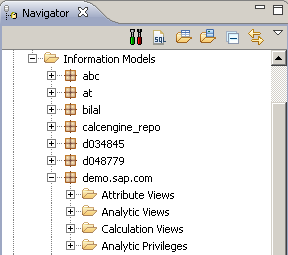 Navigator
SQL
Information Models
abc
at
bilal
calcengine_repo
d034845
d048779
demo.sap.com
Attribute Views
Analytic Views
Calculation Views
Analytic Privileges